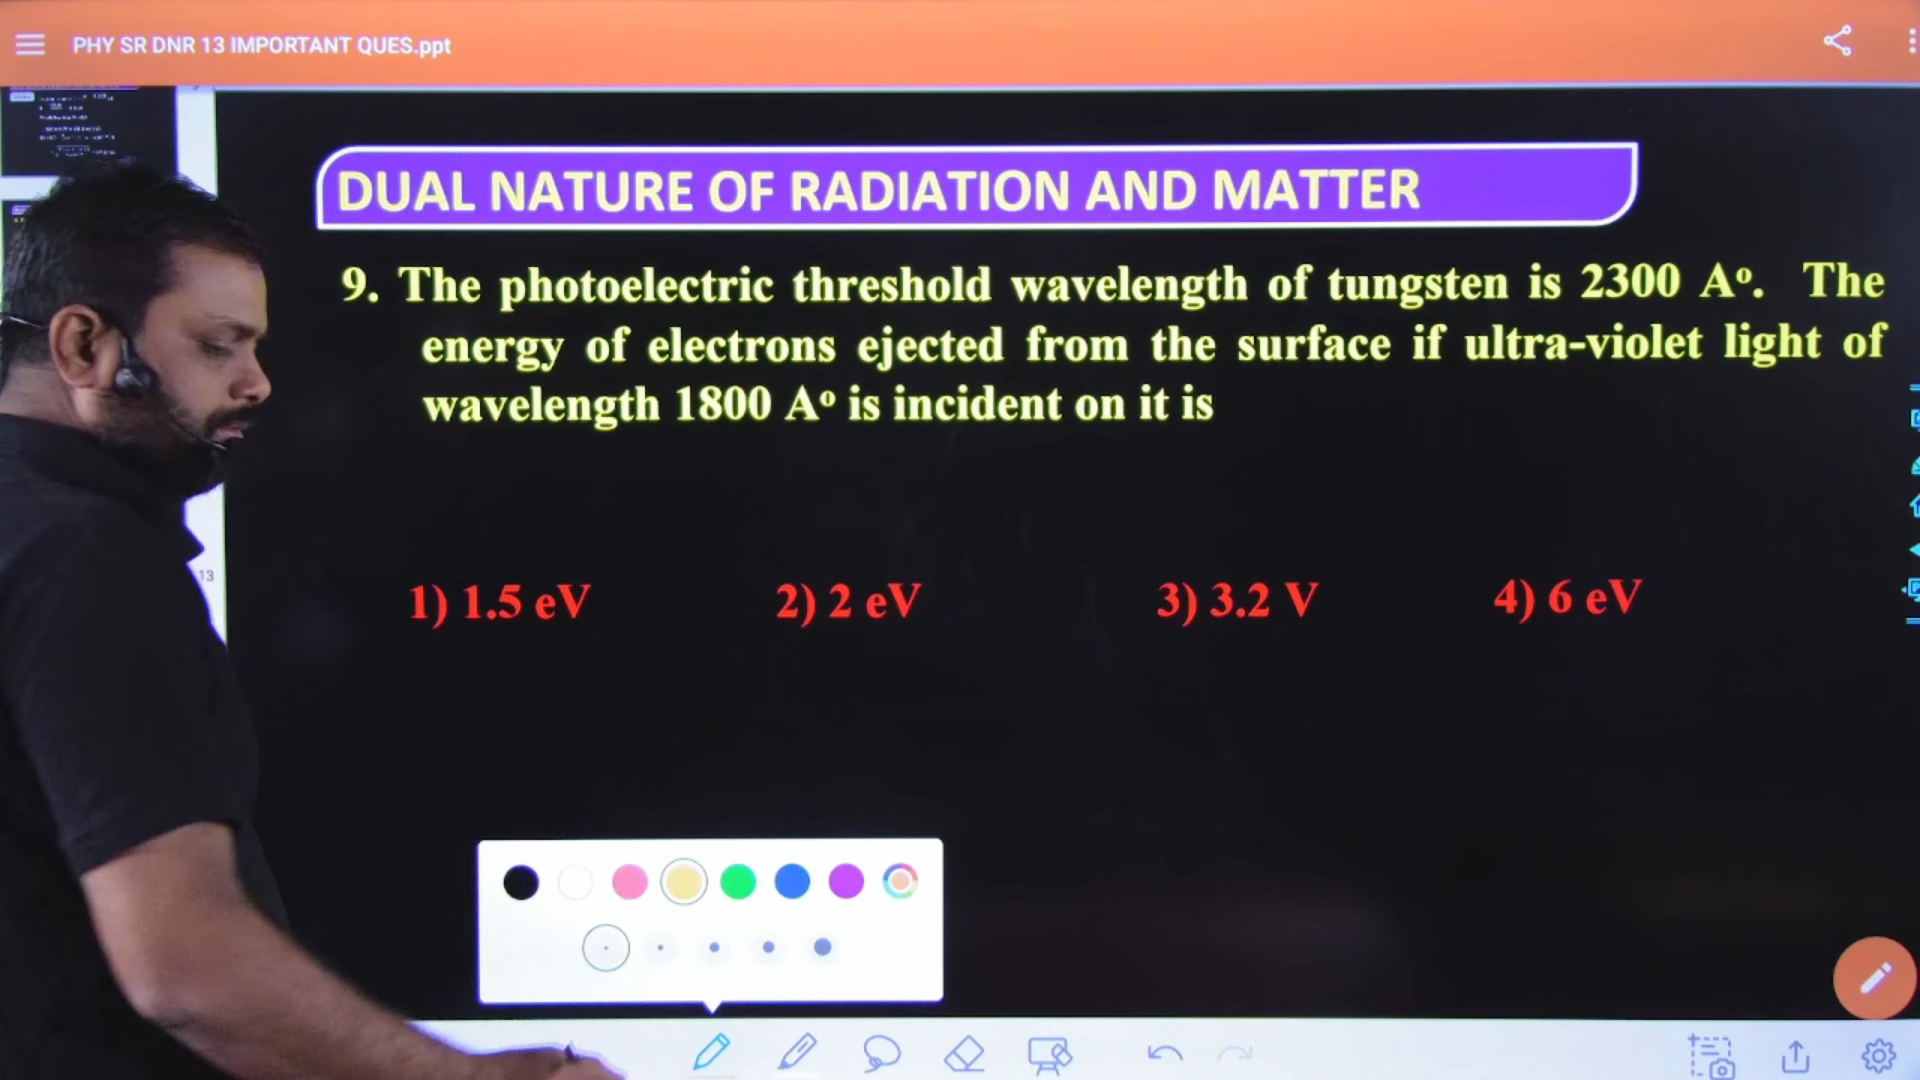 PHY SR DNR 13 IMPORTANT QUES.ppt
DUAL NATURE OF RADIATION AND MATTER
9. The photoelectric threshold wavelength of tungsten is 2300 Aº. The
energy of electrons ejected from the surface if ultra-violet light of
wavelength 1800 Aº is incident on it is
13
1) 1.5 eV 2) 2 eV 3) 3.2 V 4) 6 eV